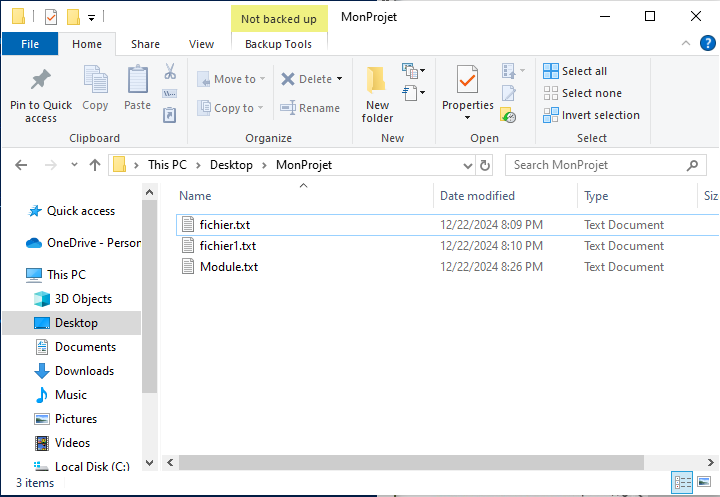 Not backed up
MonProjet
File
Home
Share
View
Backup Tools
Pin to Quick access
Copy
Paste
Move to
Copy to
Delete
Rename
New folder
Properties
Select all
Select none
Invert selection
Clipboard
Organize
New
Open
Select
This PC > Desktop > MonProjet
Search MonProjet
Name
Date modified
Type
Siz
Quick access
OneDrive - Person
This PC
3D Objects
Desktop
Documents
Downloads
Music
Pictures
Videos
Local Disk (C:)
fichier.txt 12/22/2024 8:09 PM Text Document
fichier1.txt 12/22/2024 8:10 PM Text Document
Module.txt 12/22/2024 8:26 PM Text Document
3 items